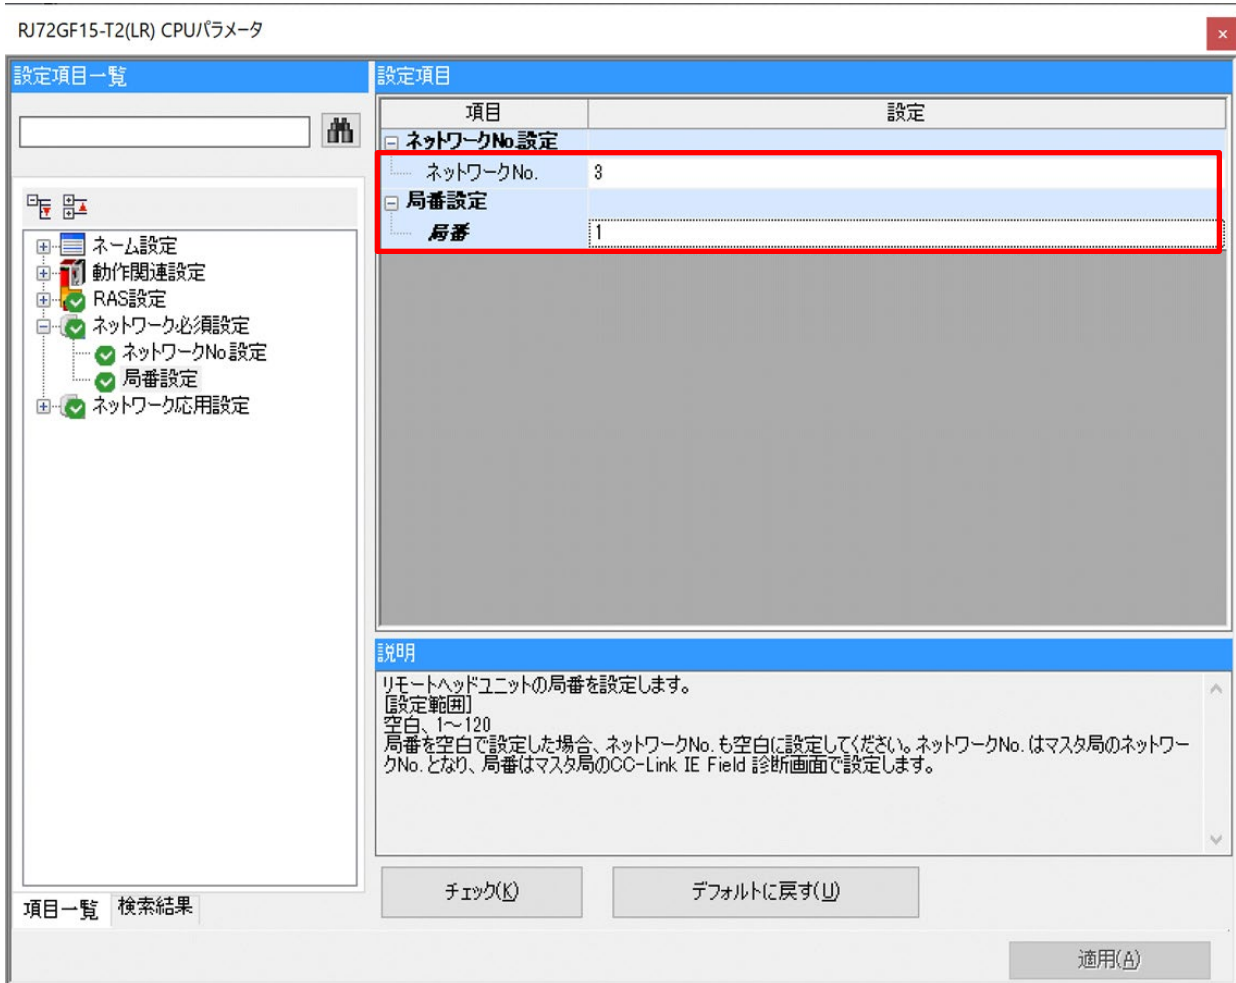 RJ72GF15-T2(LR) CPUパラメータ
設定項目一覧
ネーム設定
動作関連設定
RAS設定
ネットワーク必須設定
ネットワークNo.設定
局番設定
ネットワーク応用設定
項目一覧 検索結果
設定項目
項目 設定
ネットワークNo.設定
ネットワークNo. 3
局番設定
局番 1
説明
リモートヘッドユニットの局番を設定します。
[設定範囲]
空白、1～120
局番を空白で設定した場合、ネットワークNo.も空白に設定してください。ネットワークNo.はマスタ局のネットワー
クNo.となり、局番はマスタ局のCC-Link IE Field 診断画面で設定します。
チェック(K) デフォルトに戻す(U)
適用(A)